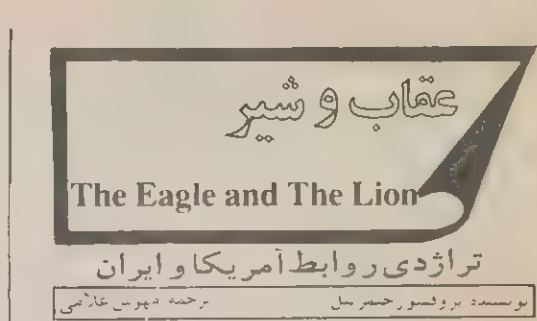 عقاب و شیر
The Eagle and The Lion
تراژدی روابط آمریکا و ایران
نویسنده پروفسور جیمز بیل ترجمه مهوش غلامی